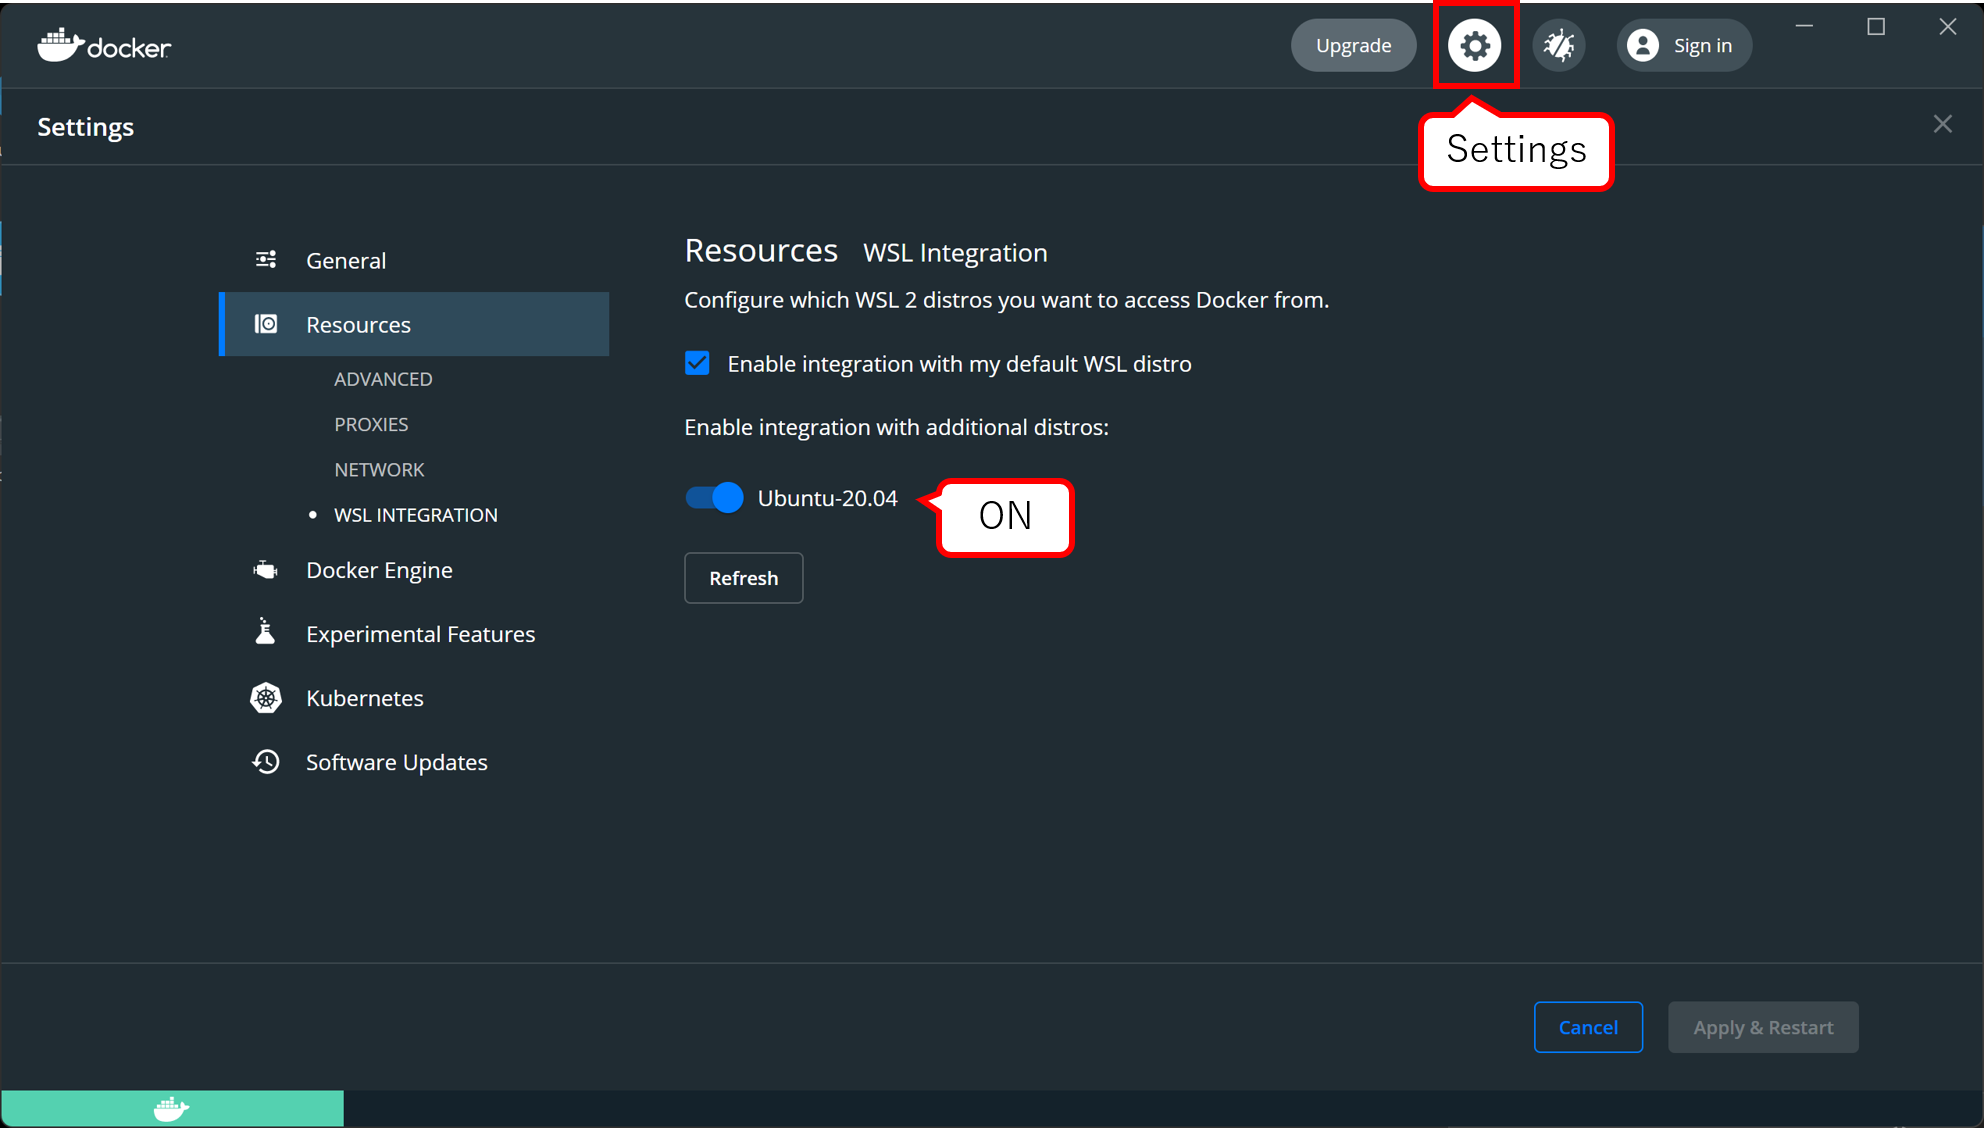 docker
Upgrade
Sign in
Settings
Settings
General
Resources
ADVANCED
PROXIES
NETWORK
WSL INTEGRATION
Docker Engine
Experimental Features
Kubernetes
Software Updates
Resources WSL Integration
Configure which WSL 2 distros you want to access Docker from.
Enable integration with my default WSL distro
Enable integration with additional distros:
Ubuntu-20.04
ON
Refresh
Cancel
Apply & Restart